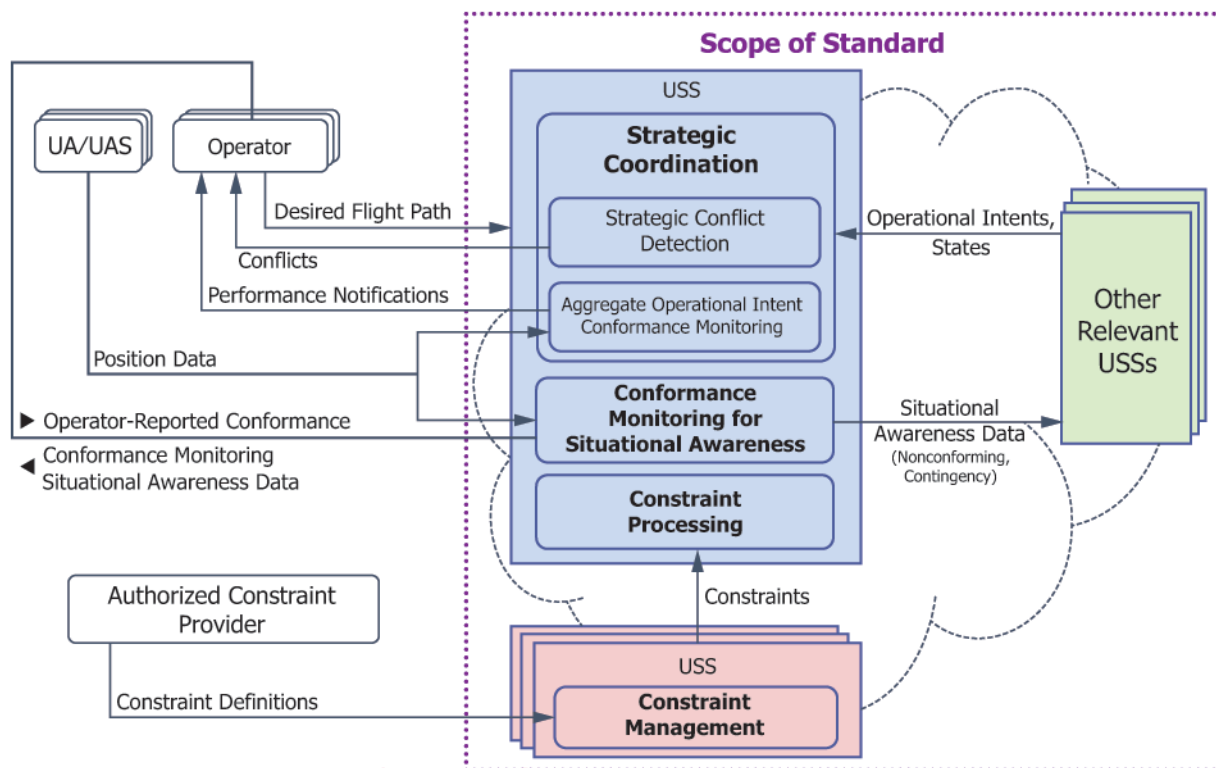 Scope of Standard
USS
UA/UAS
Operator
Strategic
Coordination
Desired Flight Path
Strategic Conflict
Detection
Operational Intents,
States
Conflicts
Performance Notifications
Aggregate Operational Intent
Conformance Monitoring
Other
Relevant
USSs
Position Data
Conformance
Monitoring for
Situational Awareness
Situational
Awareness Data
(Nonconforming,
Contingency)
Operator-Reported Conformance
Conformance Monitoring
Situational Awareness Data
Constraint
Processing
Authorized Constraint
Provider
Constraints
USS
Constraint Definitions
Constraint
Management